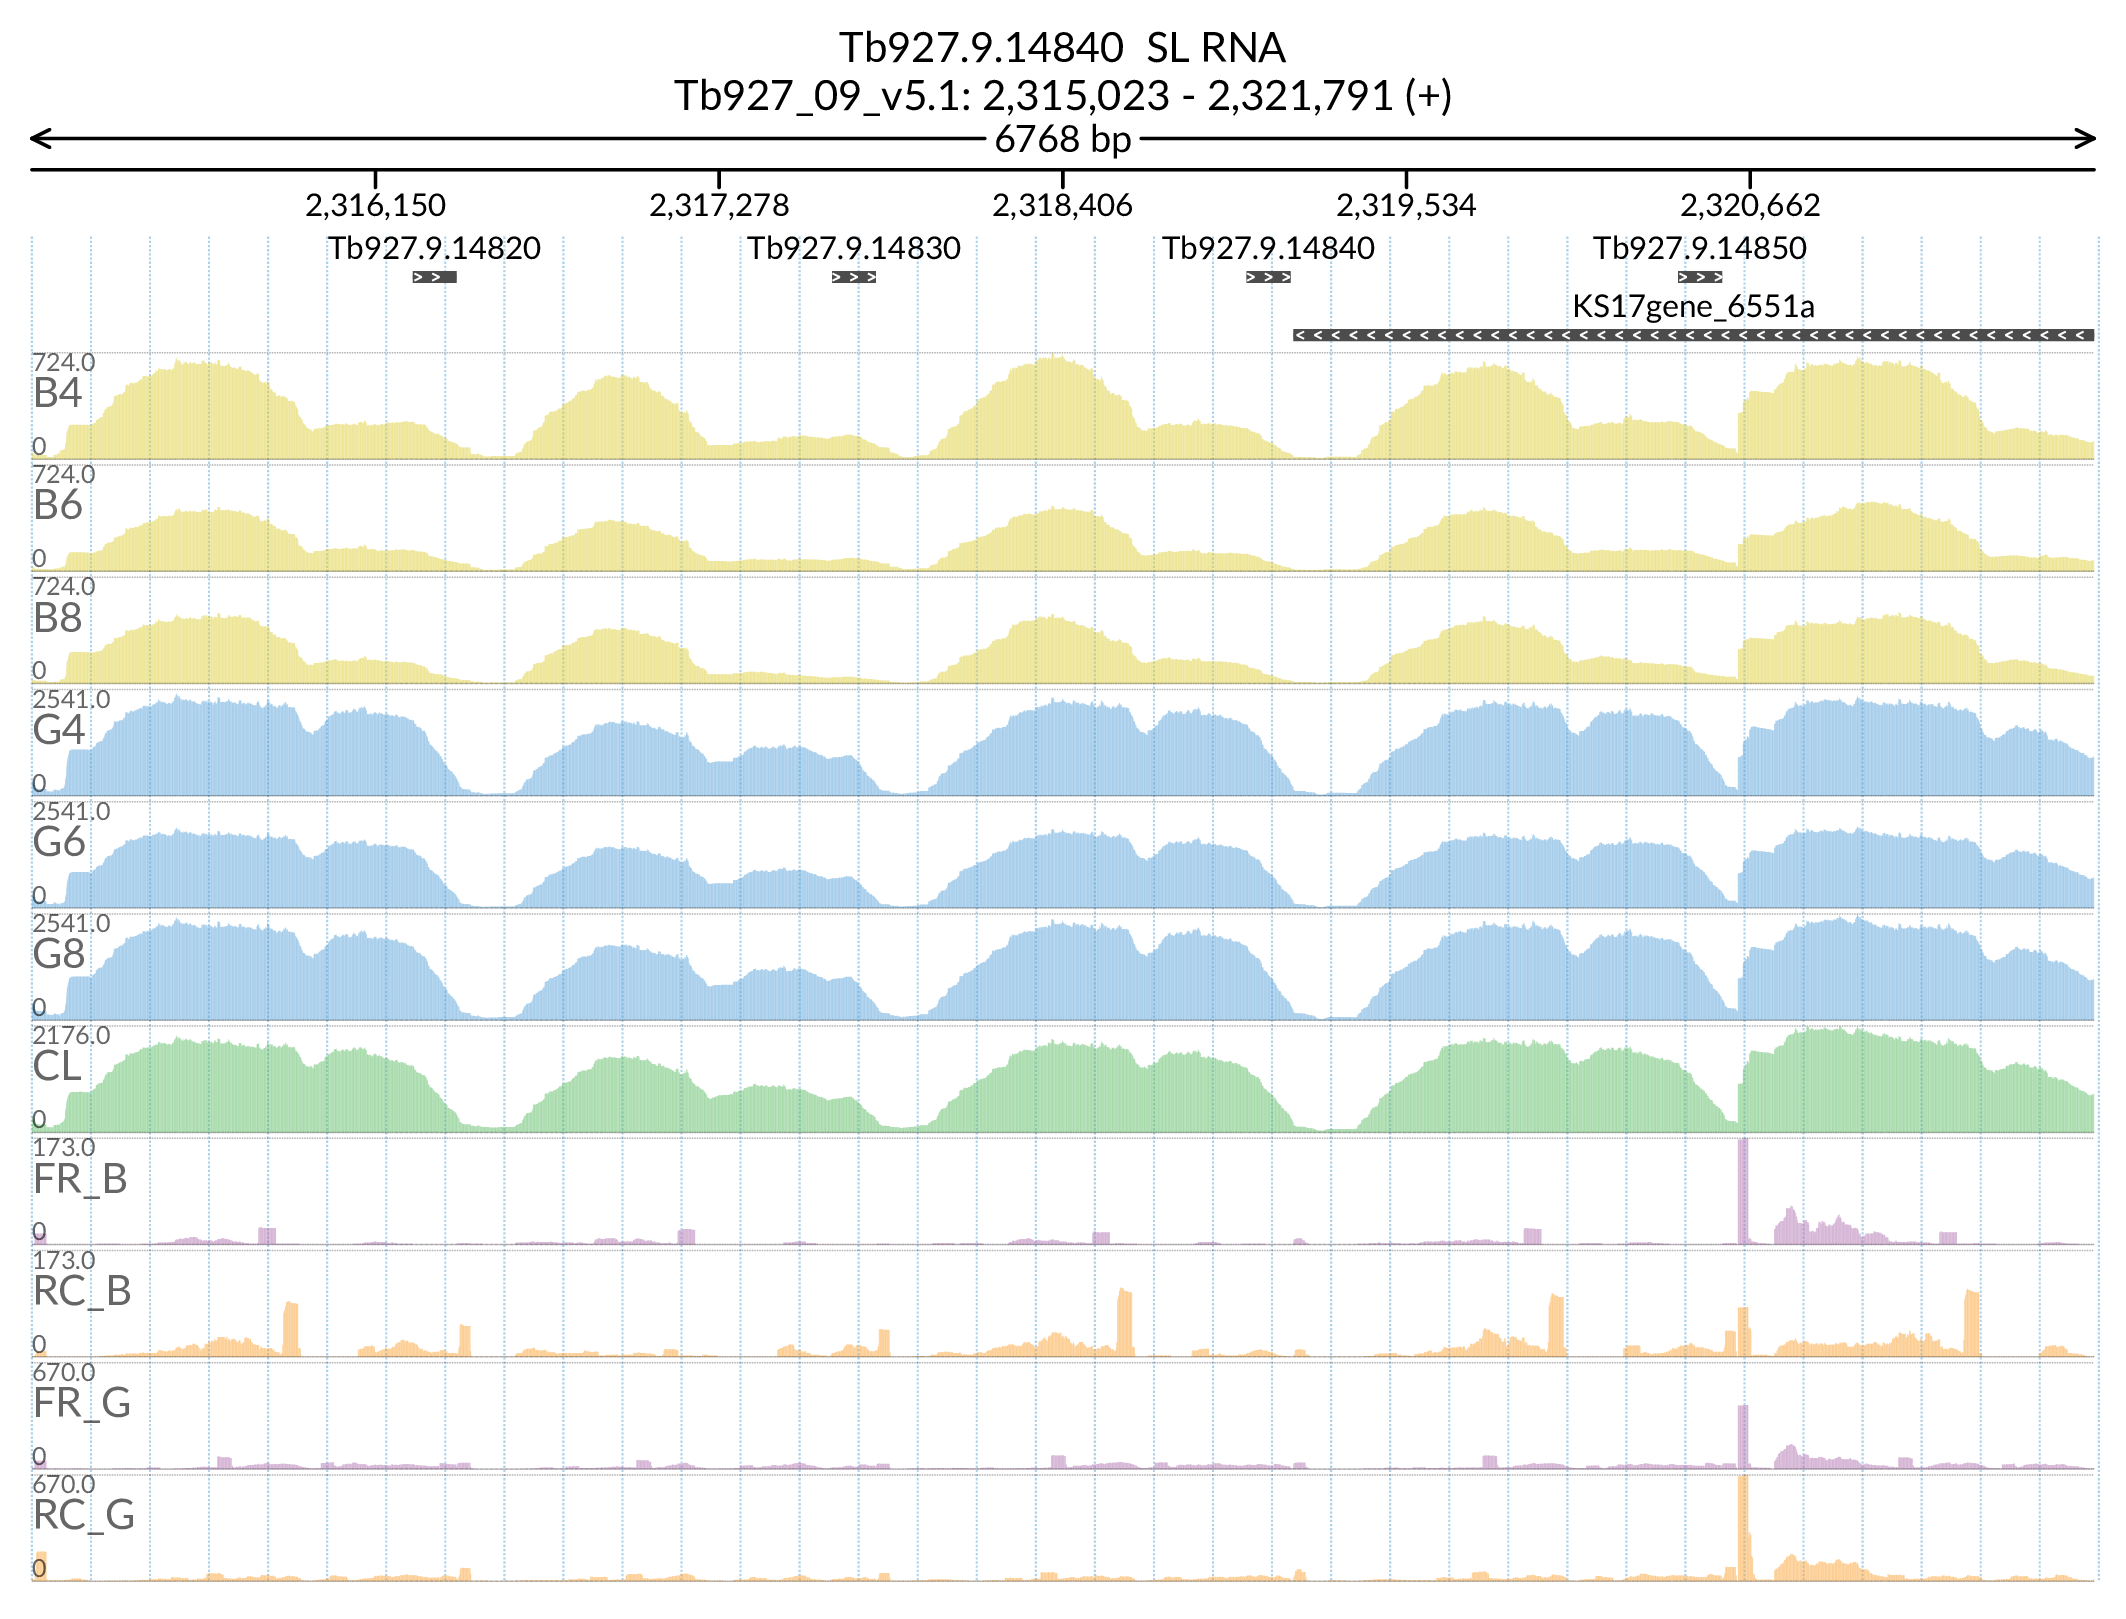 Tb927.9.14840 SL RNA
Tb927_09_v5.1: 2,315,023 - 2,321,791 (+)
6768 bp
2,316,150 2,317,278 2,318,406 2,319,534 2,320,662
Tb927.9.14820 Tb927.9.14830 Tb927.9.14840 Tb927.9.14850
KS17gene_6551a
724.0
B4
0
724.0
B6
0
724.0
B8
0
2541.0
G4
0
2541.0
G6
0
2541.0
G8
0
2176.0
CL
0
173.0
FR_B
0
173.0
RC_B
0
670.0
FR_G
0
670.0
RC_G
0